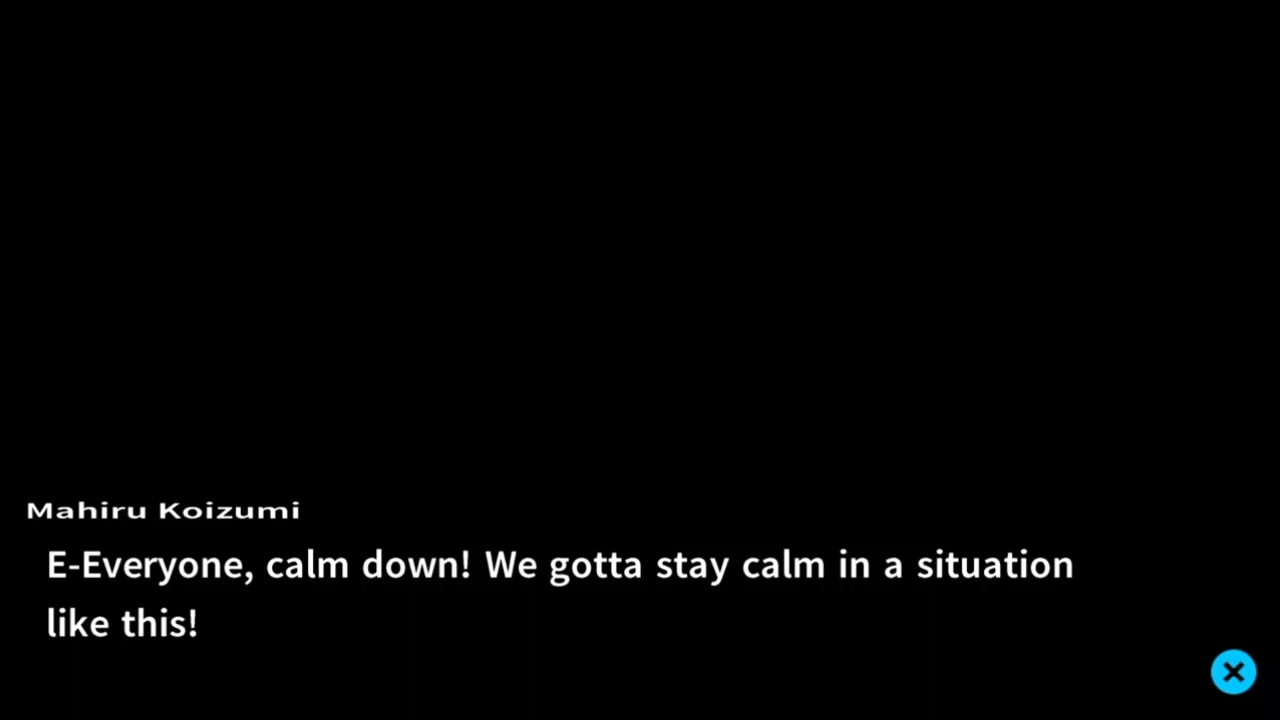 Mahiru Koizumi
E-Everyone, calm down! We gotta stay calm in a situation
like this!